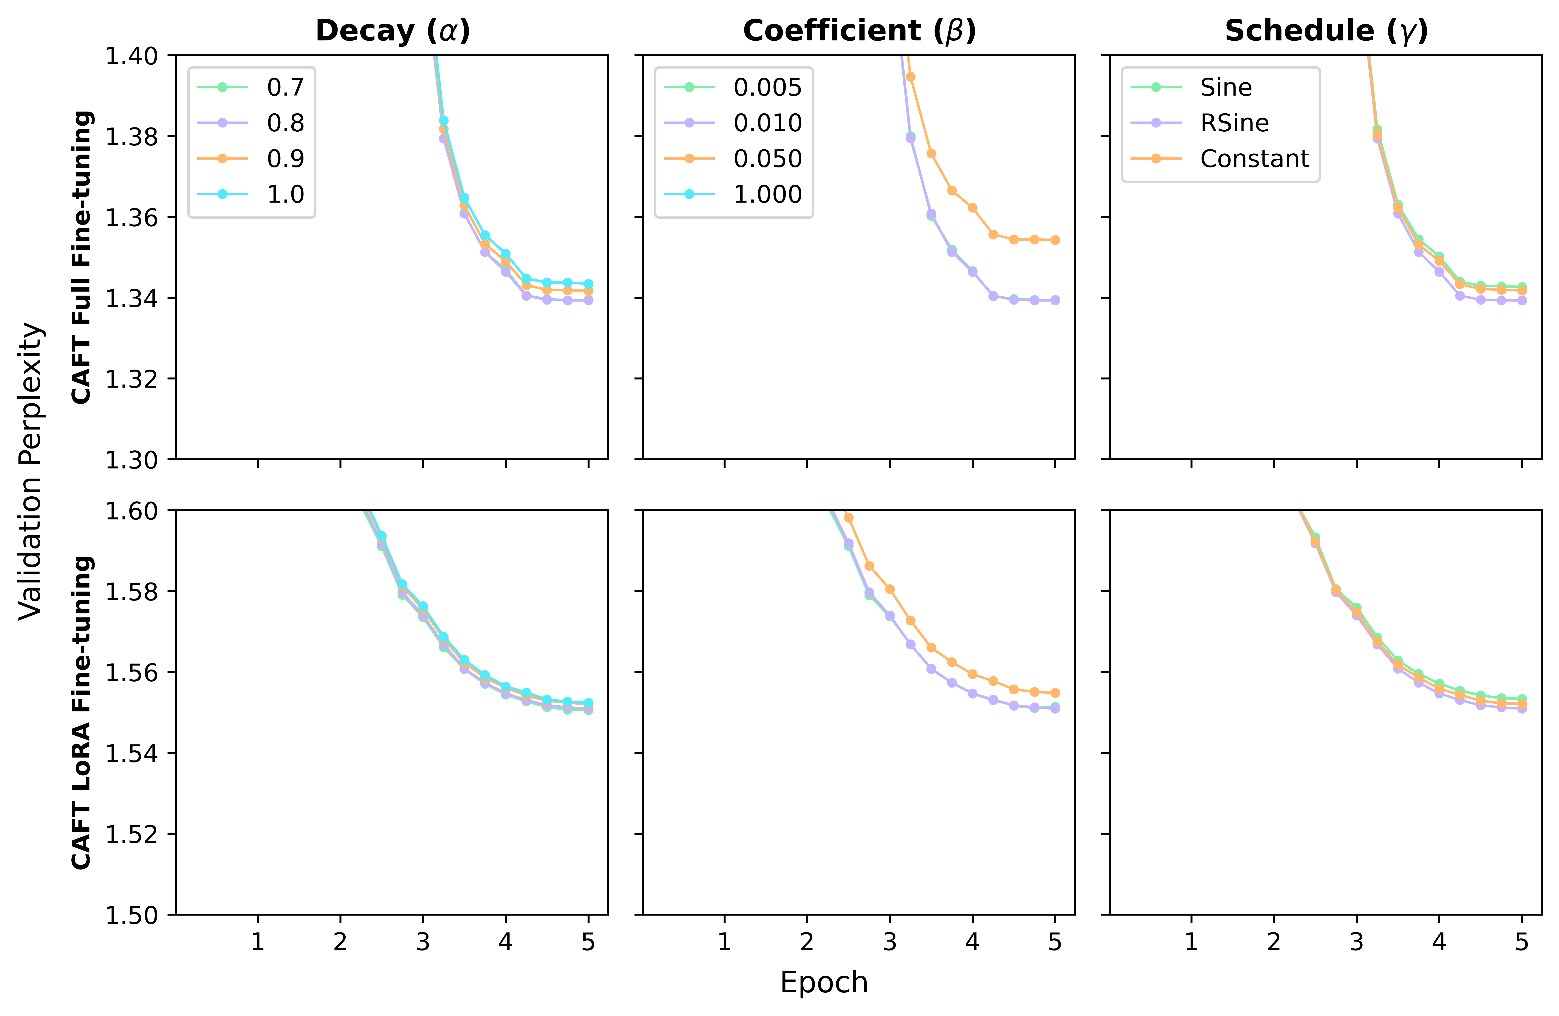 Decay (α)
Coefficient (β)
Schedule (γ)
Validation Perplexity
CAFT Full Fine-tuning
1.40
1.38
1.36
1.34
1.32
1.30
0.7
0.8
0.9
1.0
0.005
0.010
0.050
1.000
Sine
RSine
Constant
CAFT LoRA Fine-tuning
1.60
1.58
1.56
1.54
1.52
1.50
1 2 3 4 5
1 2 3 4 5
1 2 3 4 5
Epoch